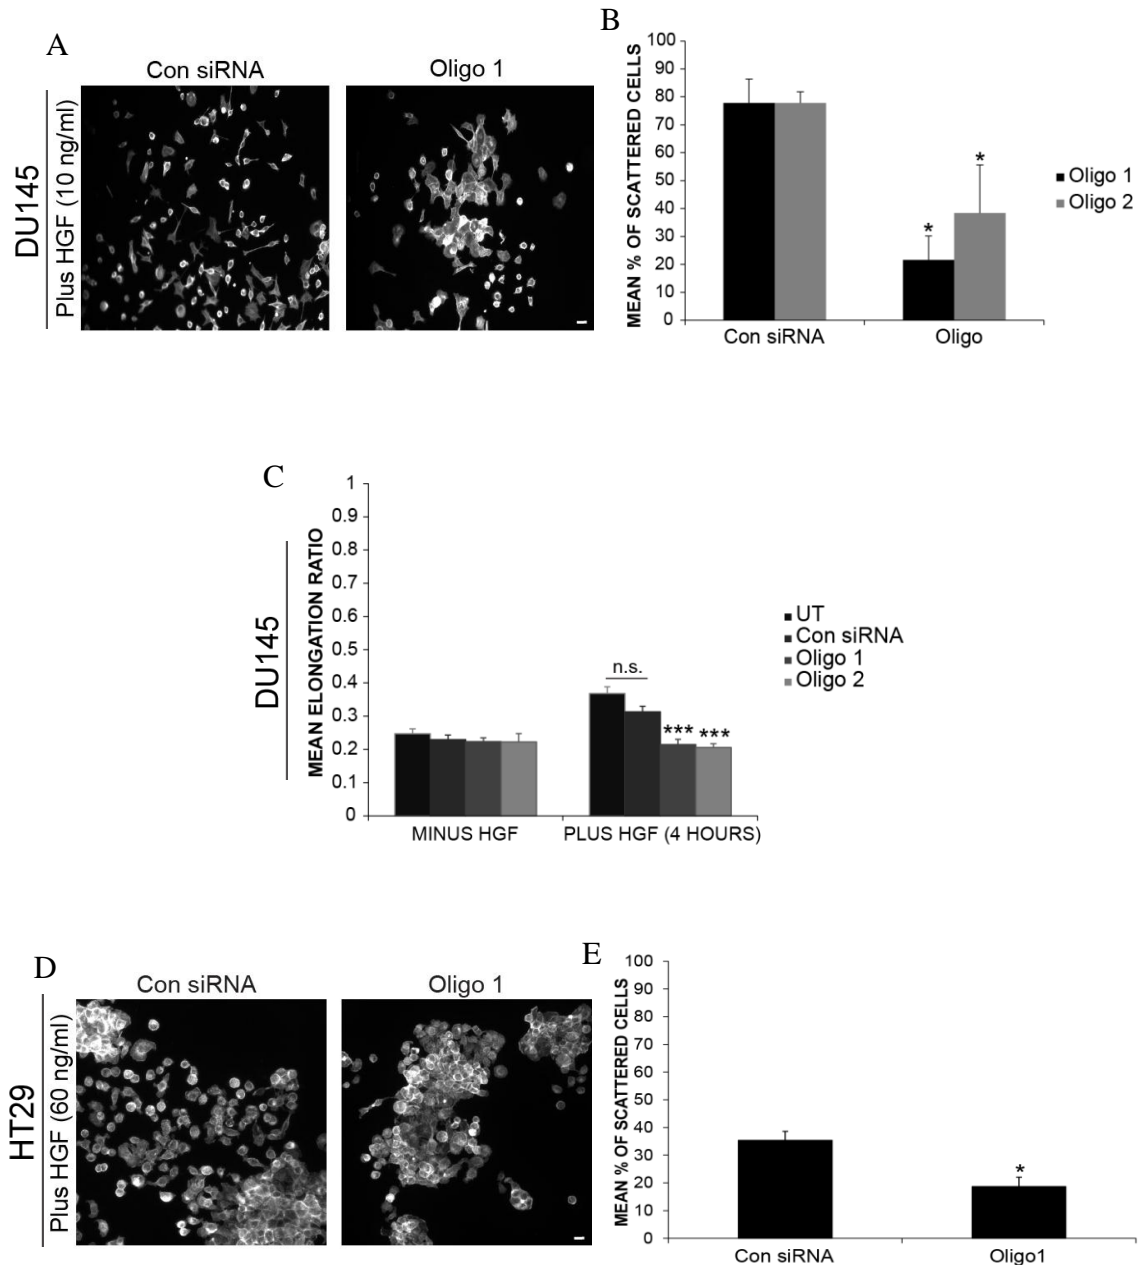 A
Con siRNA
Oligo 1
DU145
Plus HGF (10 ng/ml)
B
MEAN % OF SCATTERED CELLS
100
90
80
70
60
50
40
30
20
10
0
*
*
Con siRNA
Oligo
Oligo 1
Oligo 2
C
DU145
MEAN ELONGATION RATIO
1
0.9
0.8
0.7
0.6
0.5
0.4
0.3
0.2
0.1
0
n.s.
*** ***
MINUS HGF
PLUS HGF (4 HOURS)
UT
Con siRNA
Oligo 1
Oligo 2
D
Con siRNA
Oligo 1
HT29
Plus HGF (60 ng/ml)
E
MEAN % OF SCATTERED CELLS
100
90
80
70
60
50
40
30
20
10
0
*
Con siRNA
Oligo1